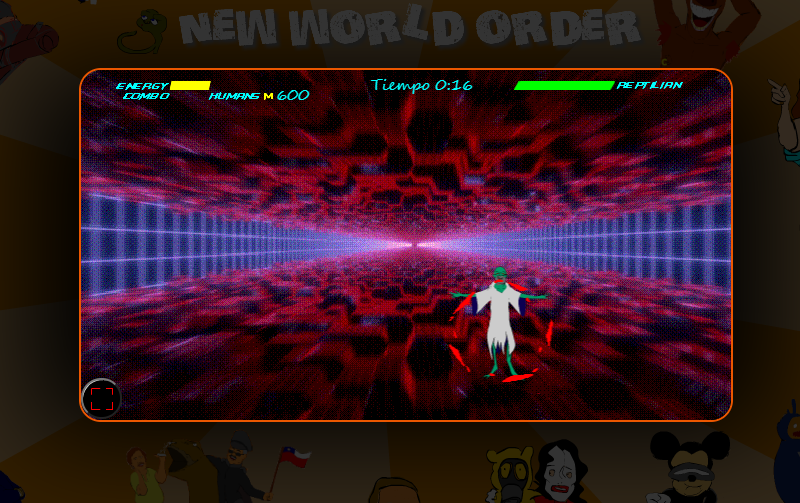 NEW WORLD ORDER
ENERGY
COMBO
HUMANS M 600
Tiempo 0:16
REPTILIAN